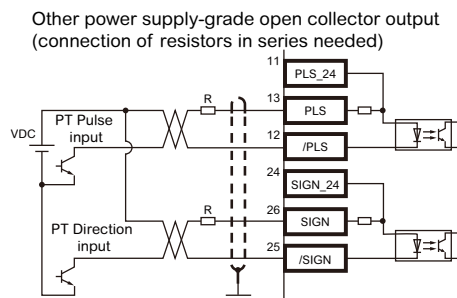 Other power supply-grade open collector output
(connection of resistors in series needed)
11
PLS_24
R
13
PLS
PT Pulse
input
VDC
12
/PLS
24
SIGN_24
R
26
SIGN
PT Direction
input
25
/SIGN